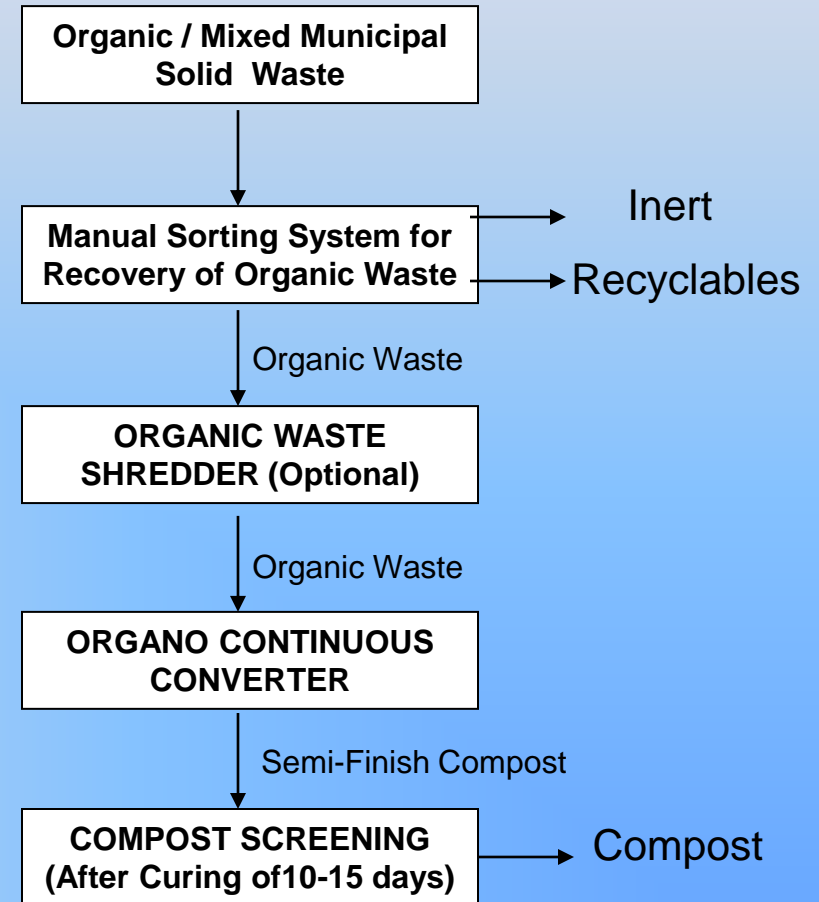 Organic / Mixed Municipal
Solid Waste
Manual Sorting System for
Recovery of Organic Waste
Inert
Recyclables
Organic Waste
ORGANIC WASTE
SHREDDER (Optional)
Organic Waste
ORGANO CONTINUOUS
CONVERTER
Semi-Finish Compost
COMPOST SCREENING
(After Curing of10-15 days)
Compost